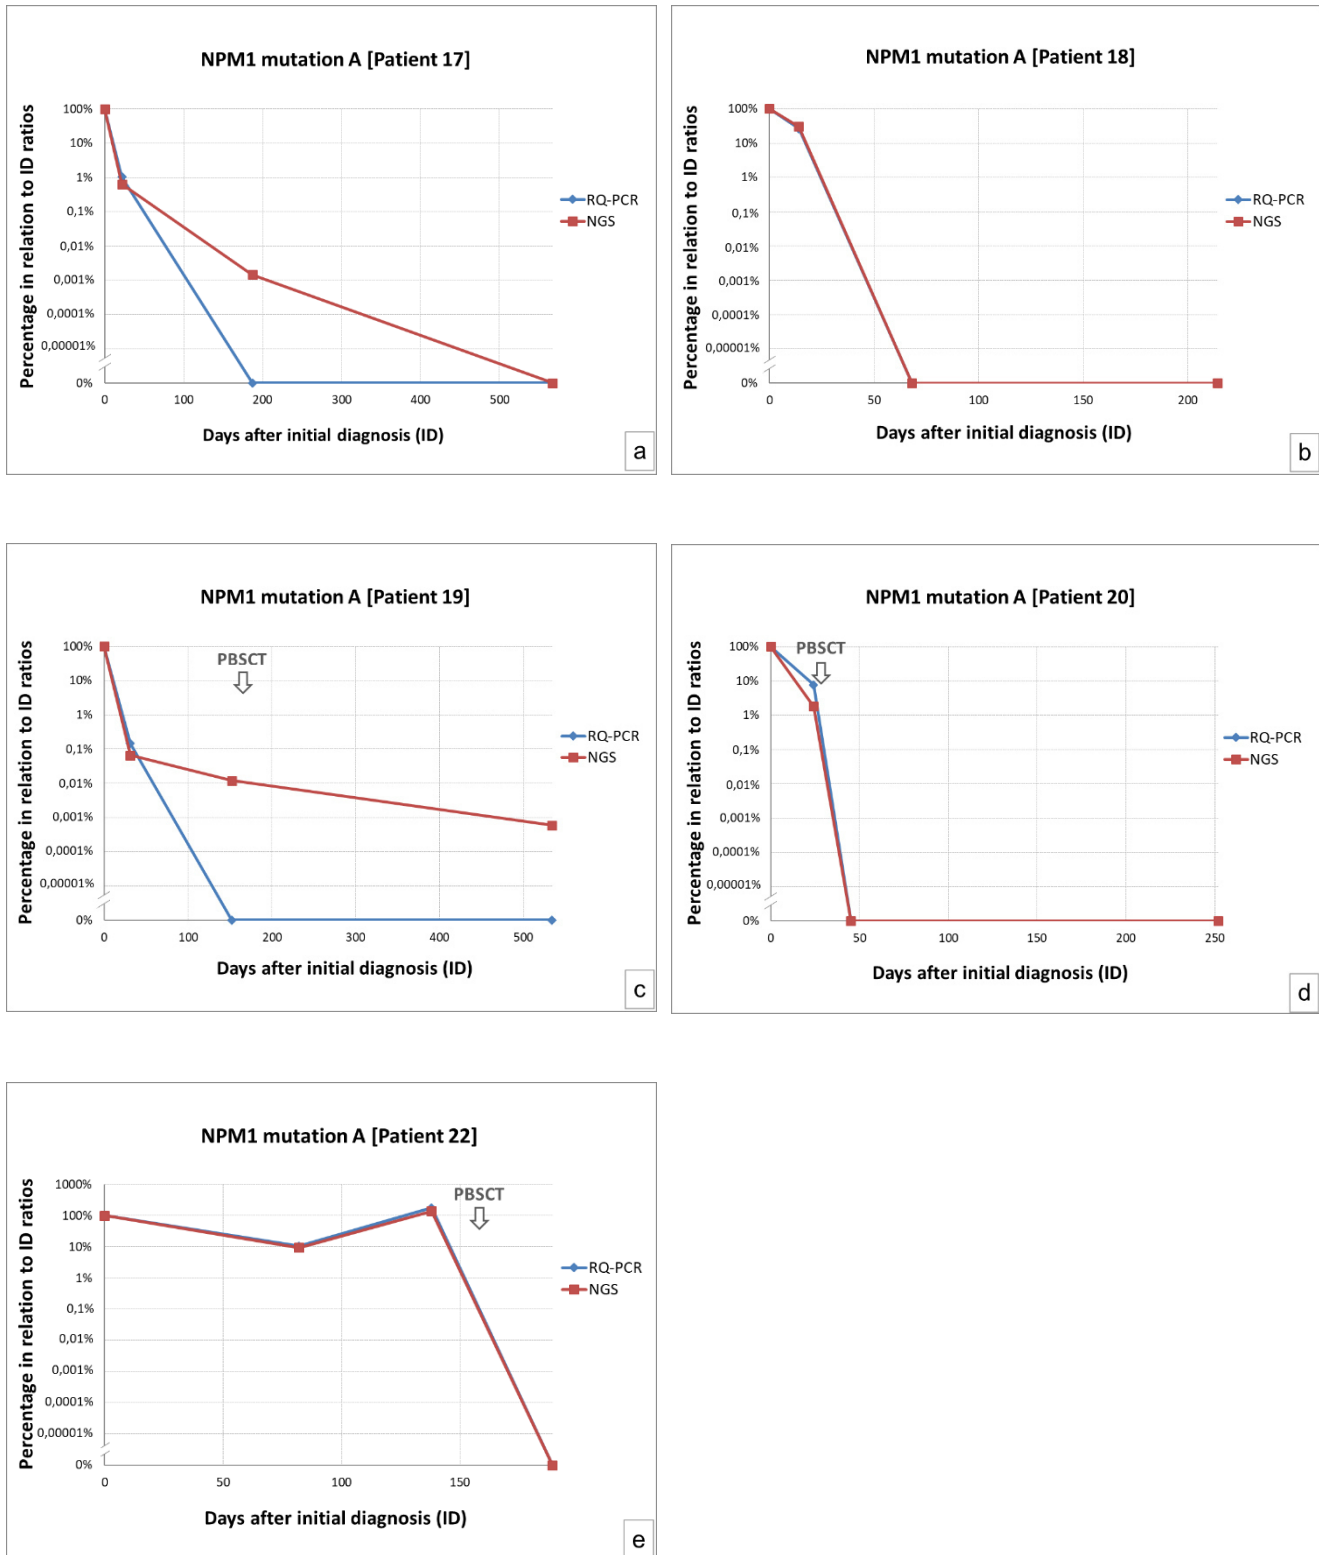 NPM1 mutation A [Patient 17]
Percentage in relation to ID ratios
100%
10%
1%
0,1%
0,01%
0,001%
0,0001%
0,00001%
0%
0 100 200 300 400 500
Days after initial diagnosis (ID)
RQ-PCR
NGS
a
NPM1 mutation A [Patient 18]
Percentage in relation to ID ratios
100%
10%
1%
0,1%
0,01%
0,001%
0,0001%
0,00001%
0%
0 50 100 150 200
Days after initial diagnosis (ID)
RQ-PCR
NGS
b
NPM1 mutation A [Patient 19]
Percentage in relation to ID ratios
100%
10%
1%
0,1%
0,01%
0,001%
0,0001%
0,00001%
0%
PBSCT
0 100 200 300 400 500
Days after initial diagnosis (ID)
RQ-PCR
NGS
c
NPM1 mutation A [Patient 20]
Percentage in relation to ID ratios
100%
10%
1%
0,1%
0,01%
0,001%
0,0001%
0,00001%
0%
PBSCT
0 50 100 150 200 250
Days after initial diagnosis (ID)
RQ-PCR
NGS
d
NPM1 mutation A [Patient 22]
Percentage in relation to ID ratios
1000%
100%
10%
1%
0,1%
0,01%
0,001%
0,0001%
0,00001%
0%
PBSCT
0 50 100 150
Days after initial diagnosis (ID)
RQ-PCR
NGS
e